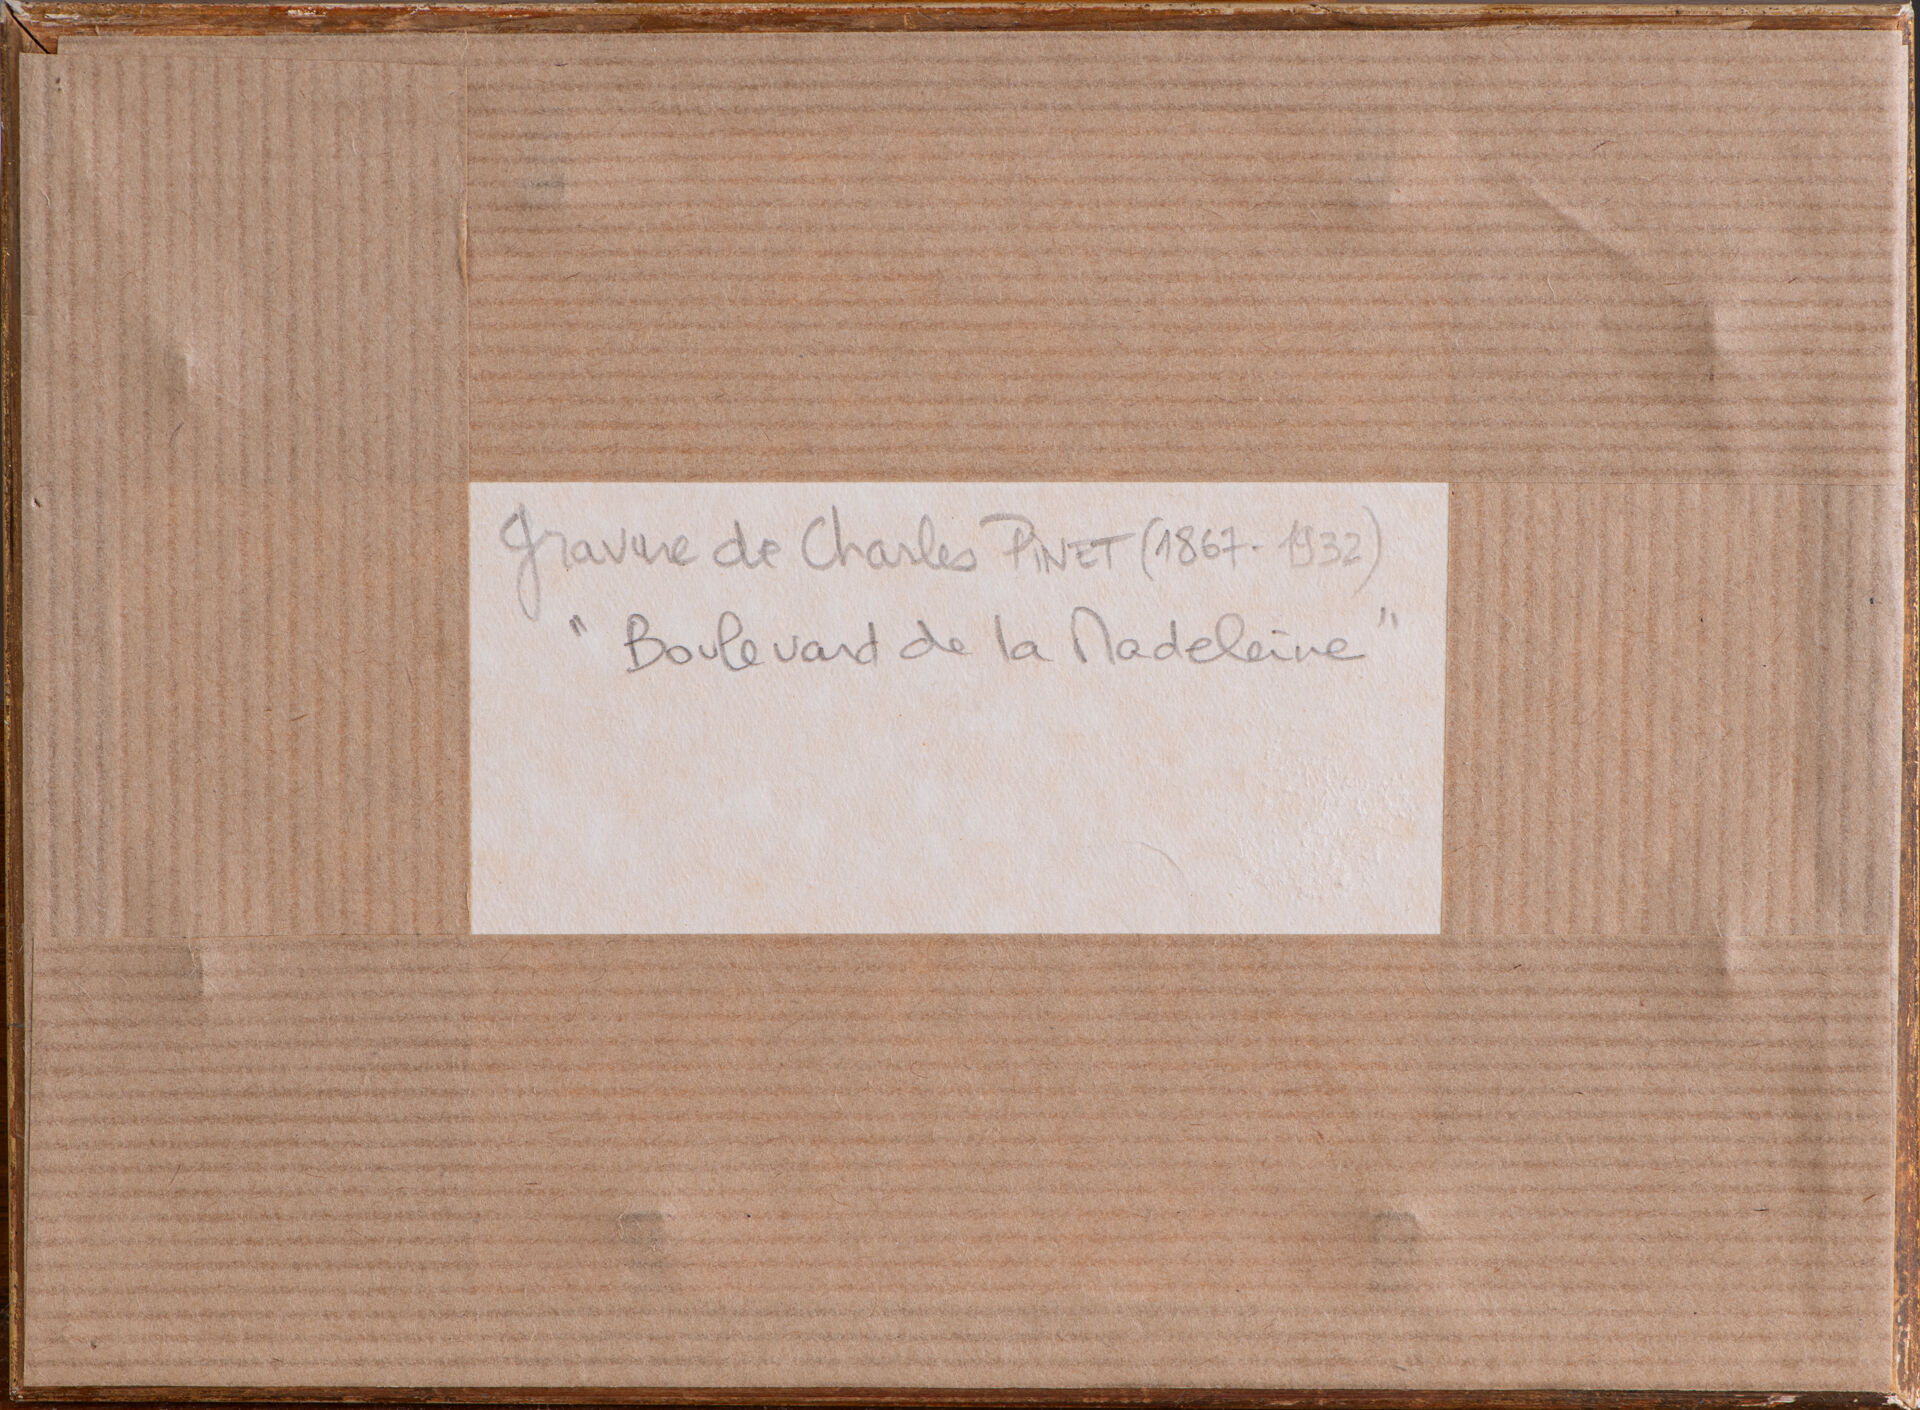 Gravure de Charles PINET (1867-1932)
"Boulevard de la Madeleine"